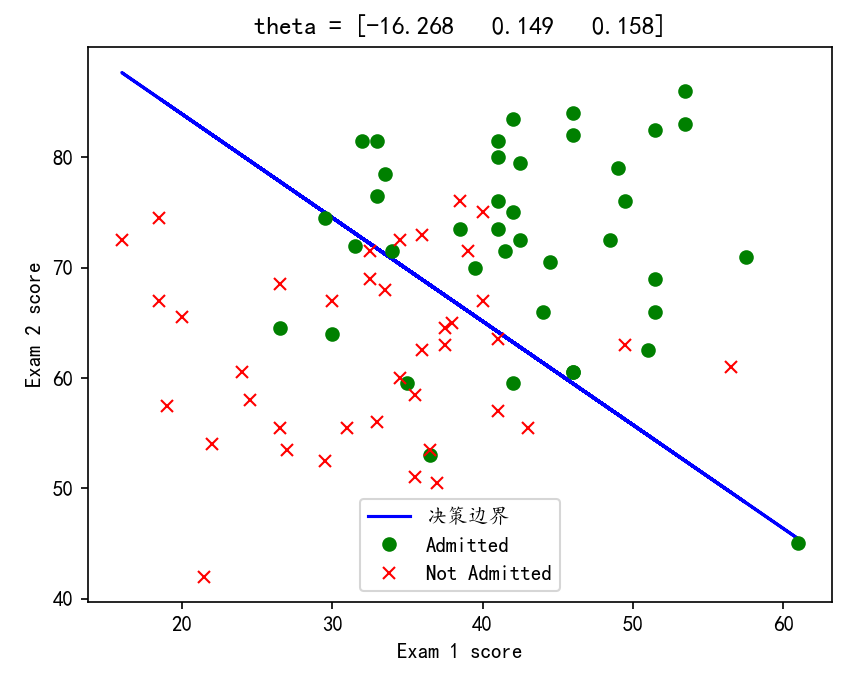 theta = [-16.268 0.149 0.158]
Exam 2 score
80
70
60
50
40
决策边界
Admitted
Not Admitted
20 30 40 50 60
Exam 1 score